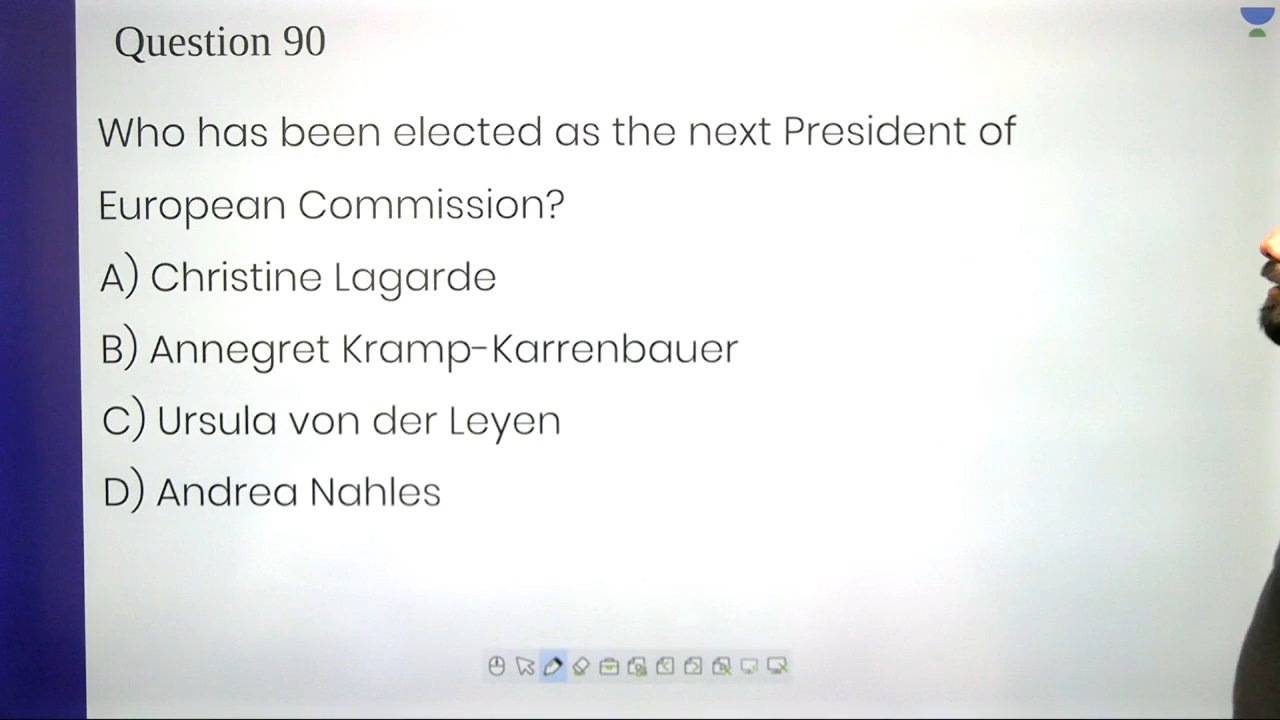 Question 90
Who has been elected as the next President of
European Commission?
A) Christine Lagarde
B) Annegret Kramp-Karrenbauer
C) Ursula von der Leyen
D) Andrea Nahles